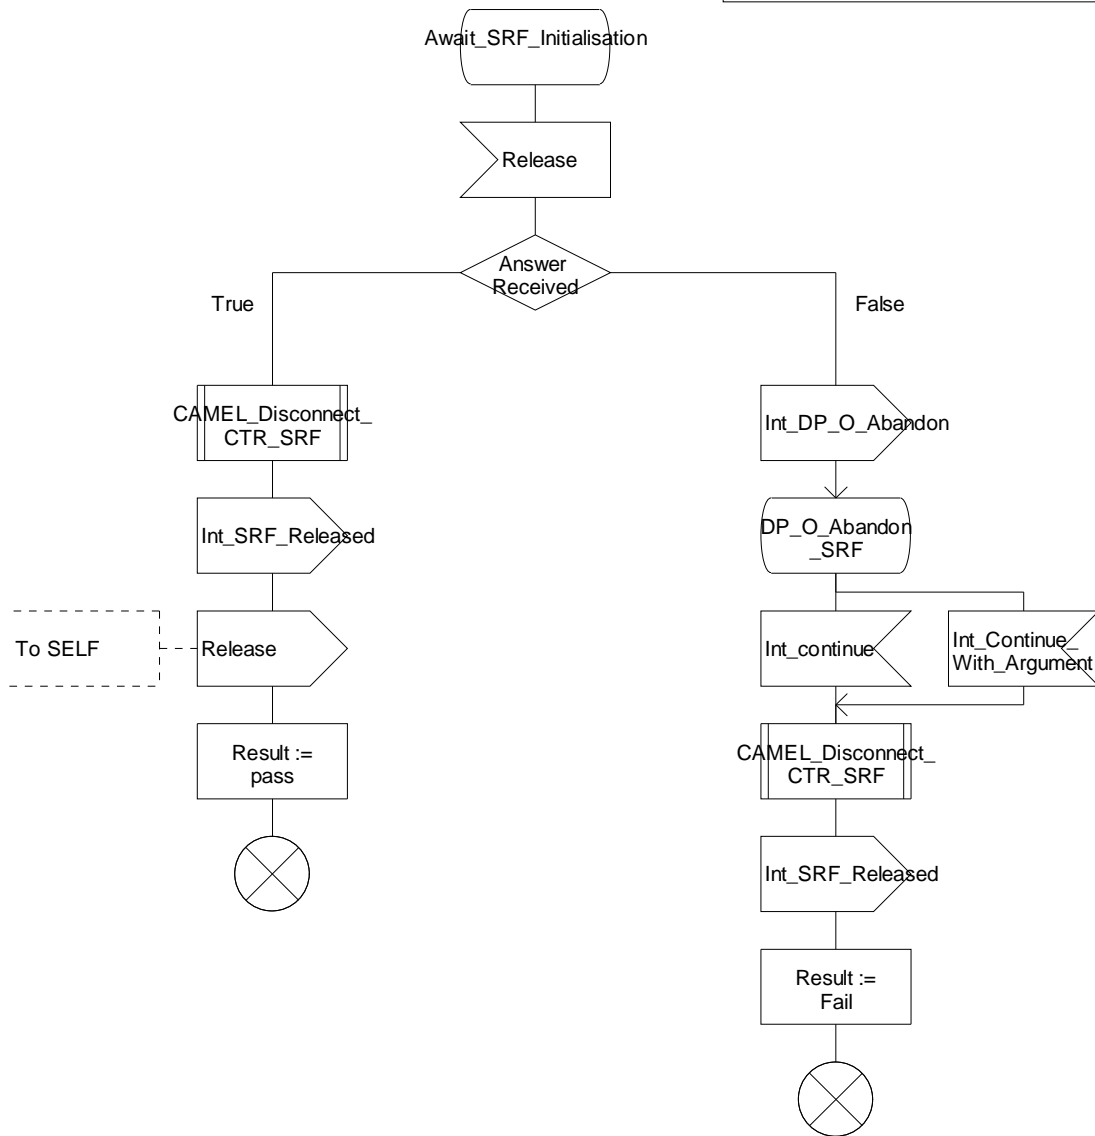 Await_SRF_Initialisation
Release
Answer
Received
True
False
CAMEL_Disconnect_
CTR_SRF
Int_DP_O_Abandon
Int_SRF_Released
DP_O_Abandon
_SRF
To SELF
Release
Int_continue
Int_Continue_
With_Argument
Result :=
pass
CAMEL_Disconnect_
CTR_SRF
Int_SRF_Released
Result :=
Fail